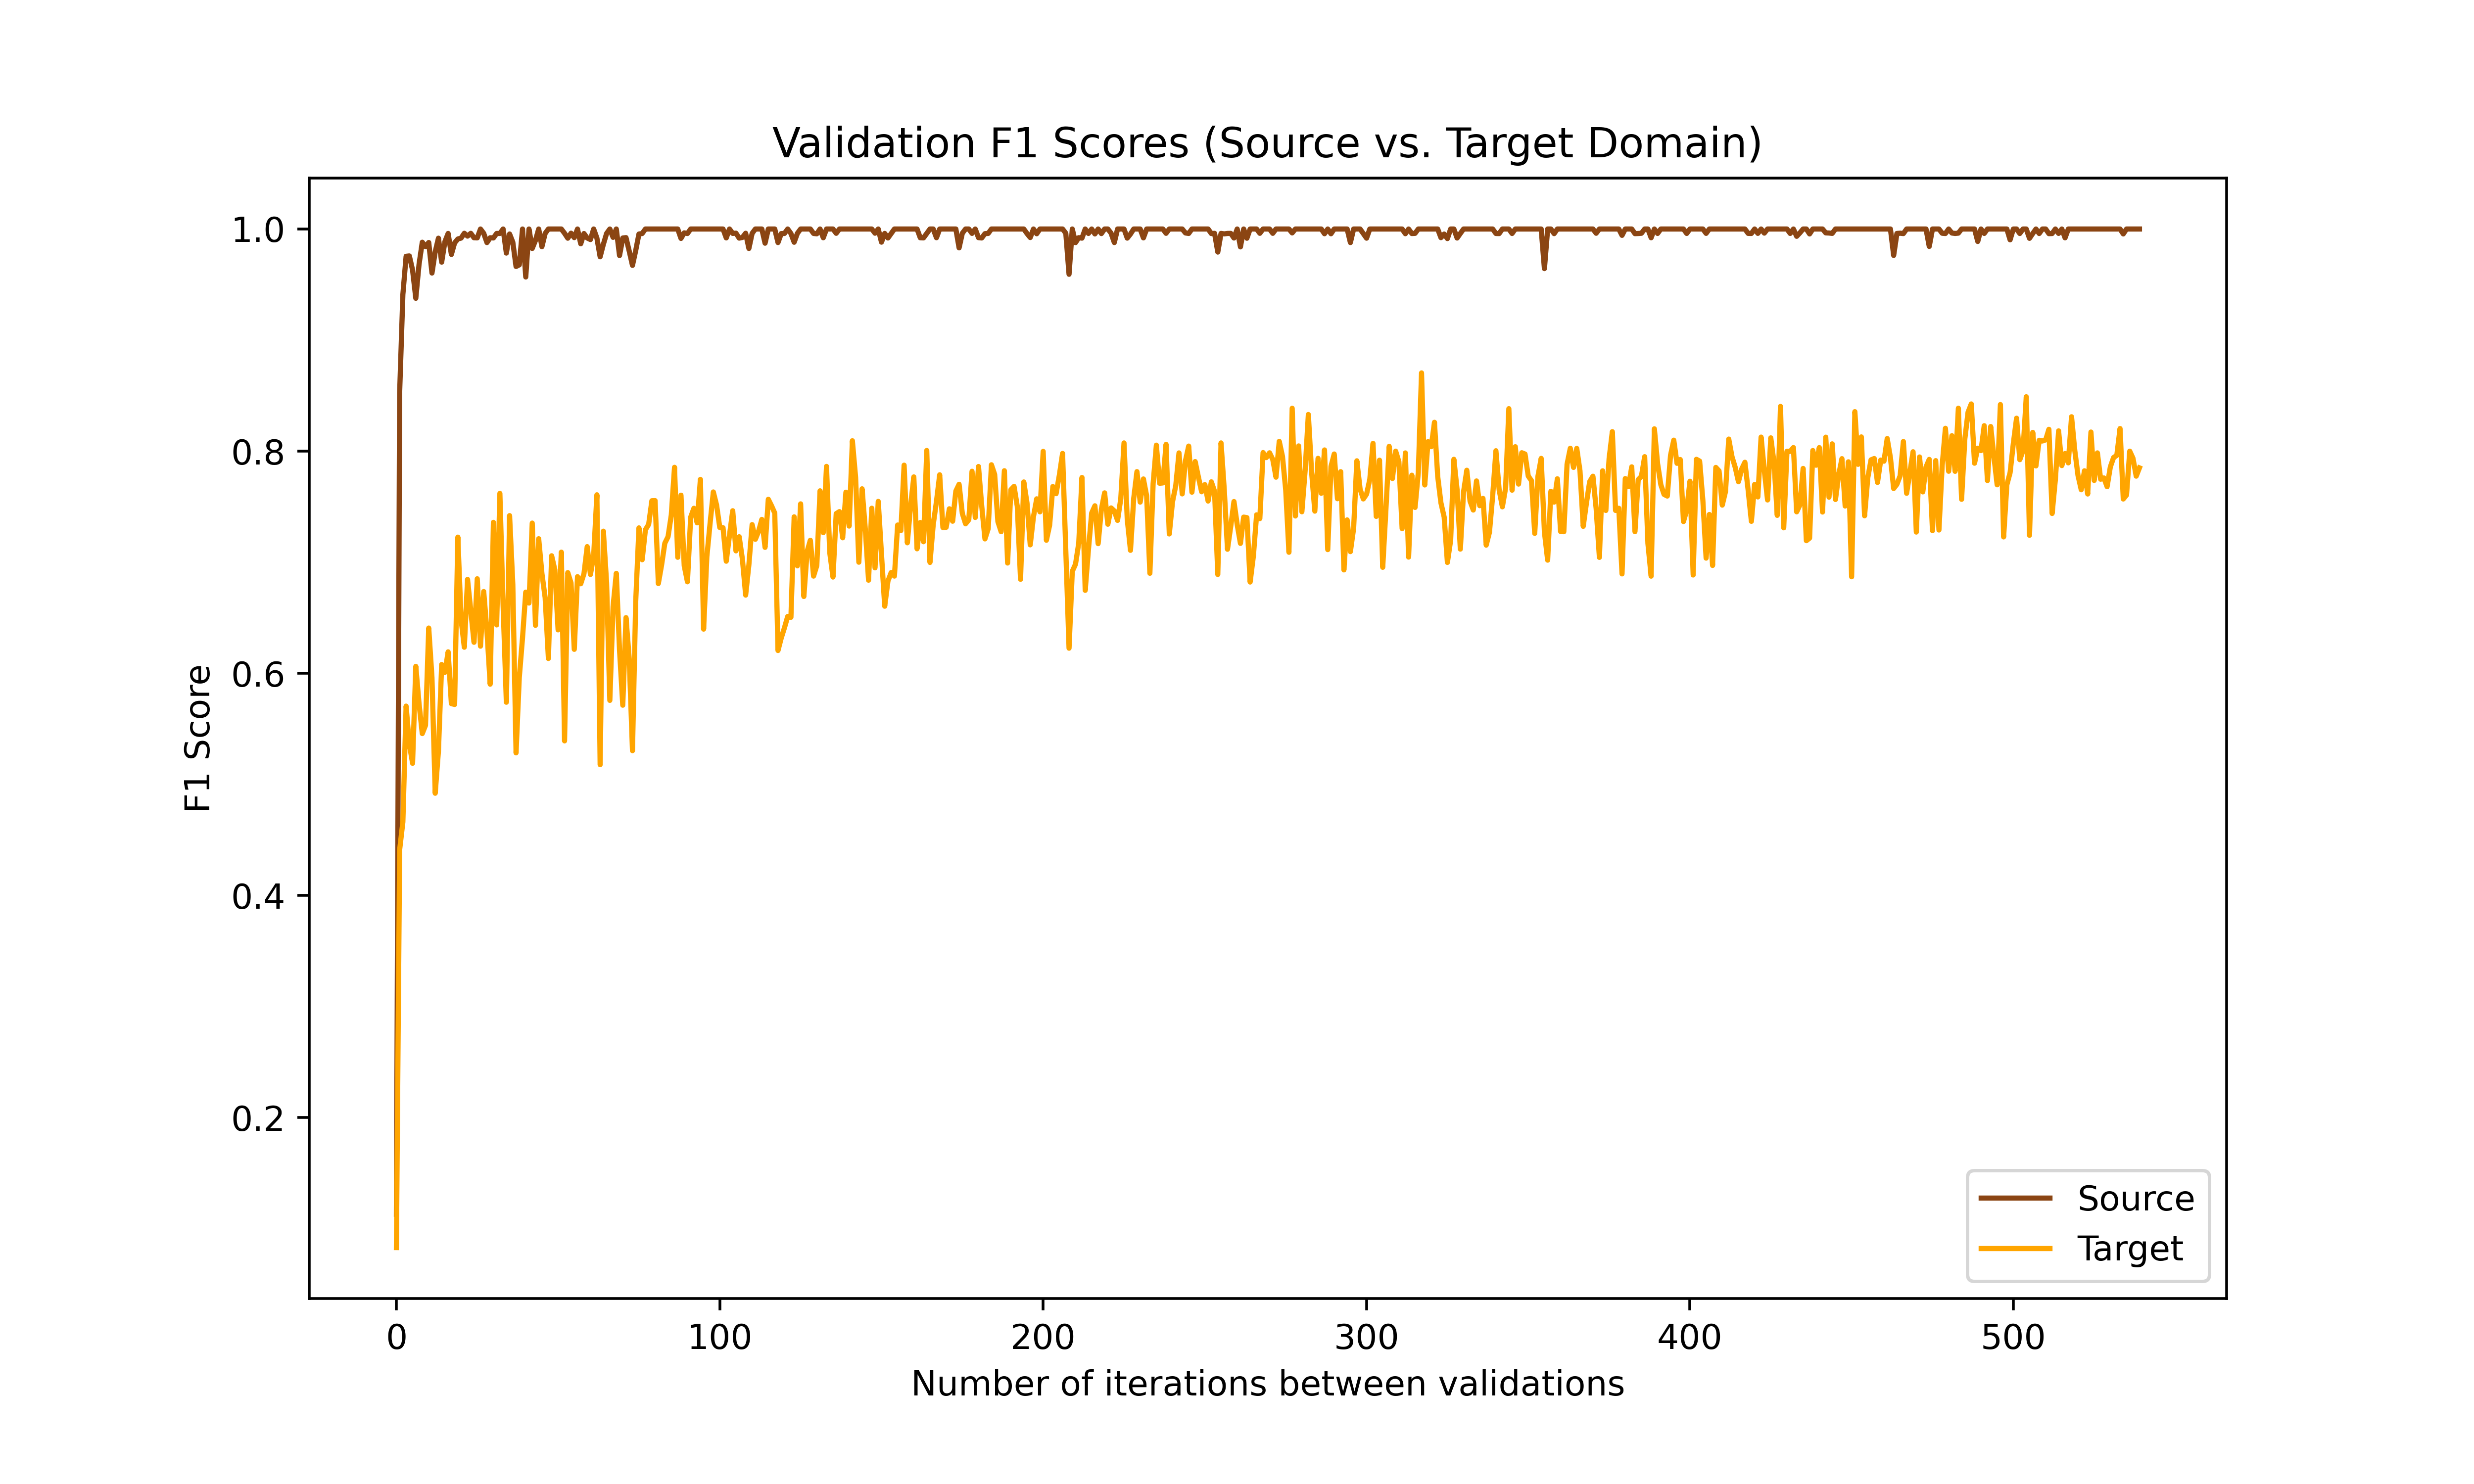 Validation F1 Scores (Source vs. Target Domain)
1.0
0.8
0.6
0.4
0.2
F1 Score
0 100 200 300 400 500
Number of iterations between validations
Source
Target